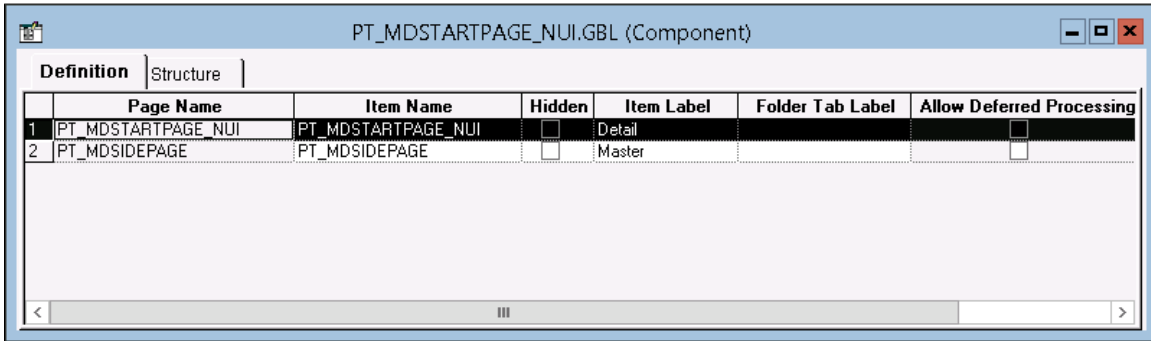 PT_MDSTARTPAGE_NUI.GBL (Component)
Definition Structure
Page Name Item Name Hidden Item Label Folder Tab Label Allow Deferred Processing
1 PT_MDSTARTPAGE_NUI PT_MDSTARTPAGE_NUI Detail
2 PT_MDSIDEPAGE PT_MDSIDEPAGE Master